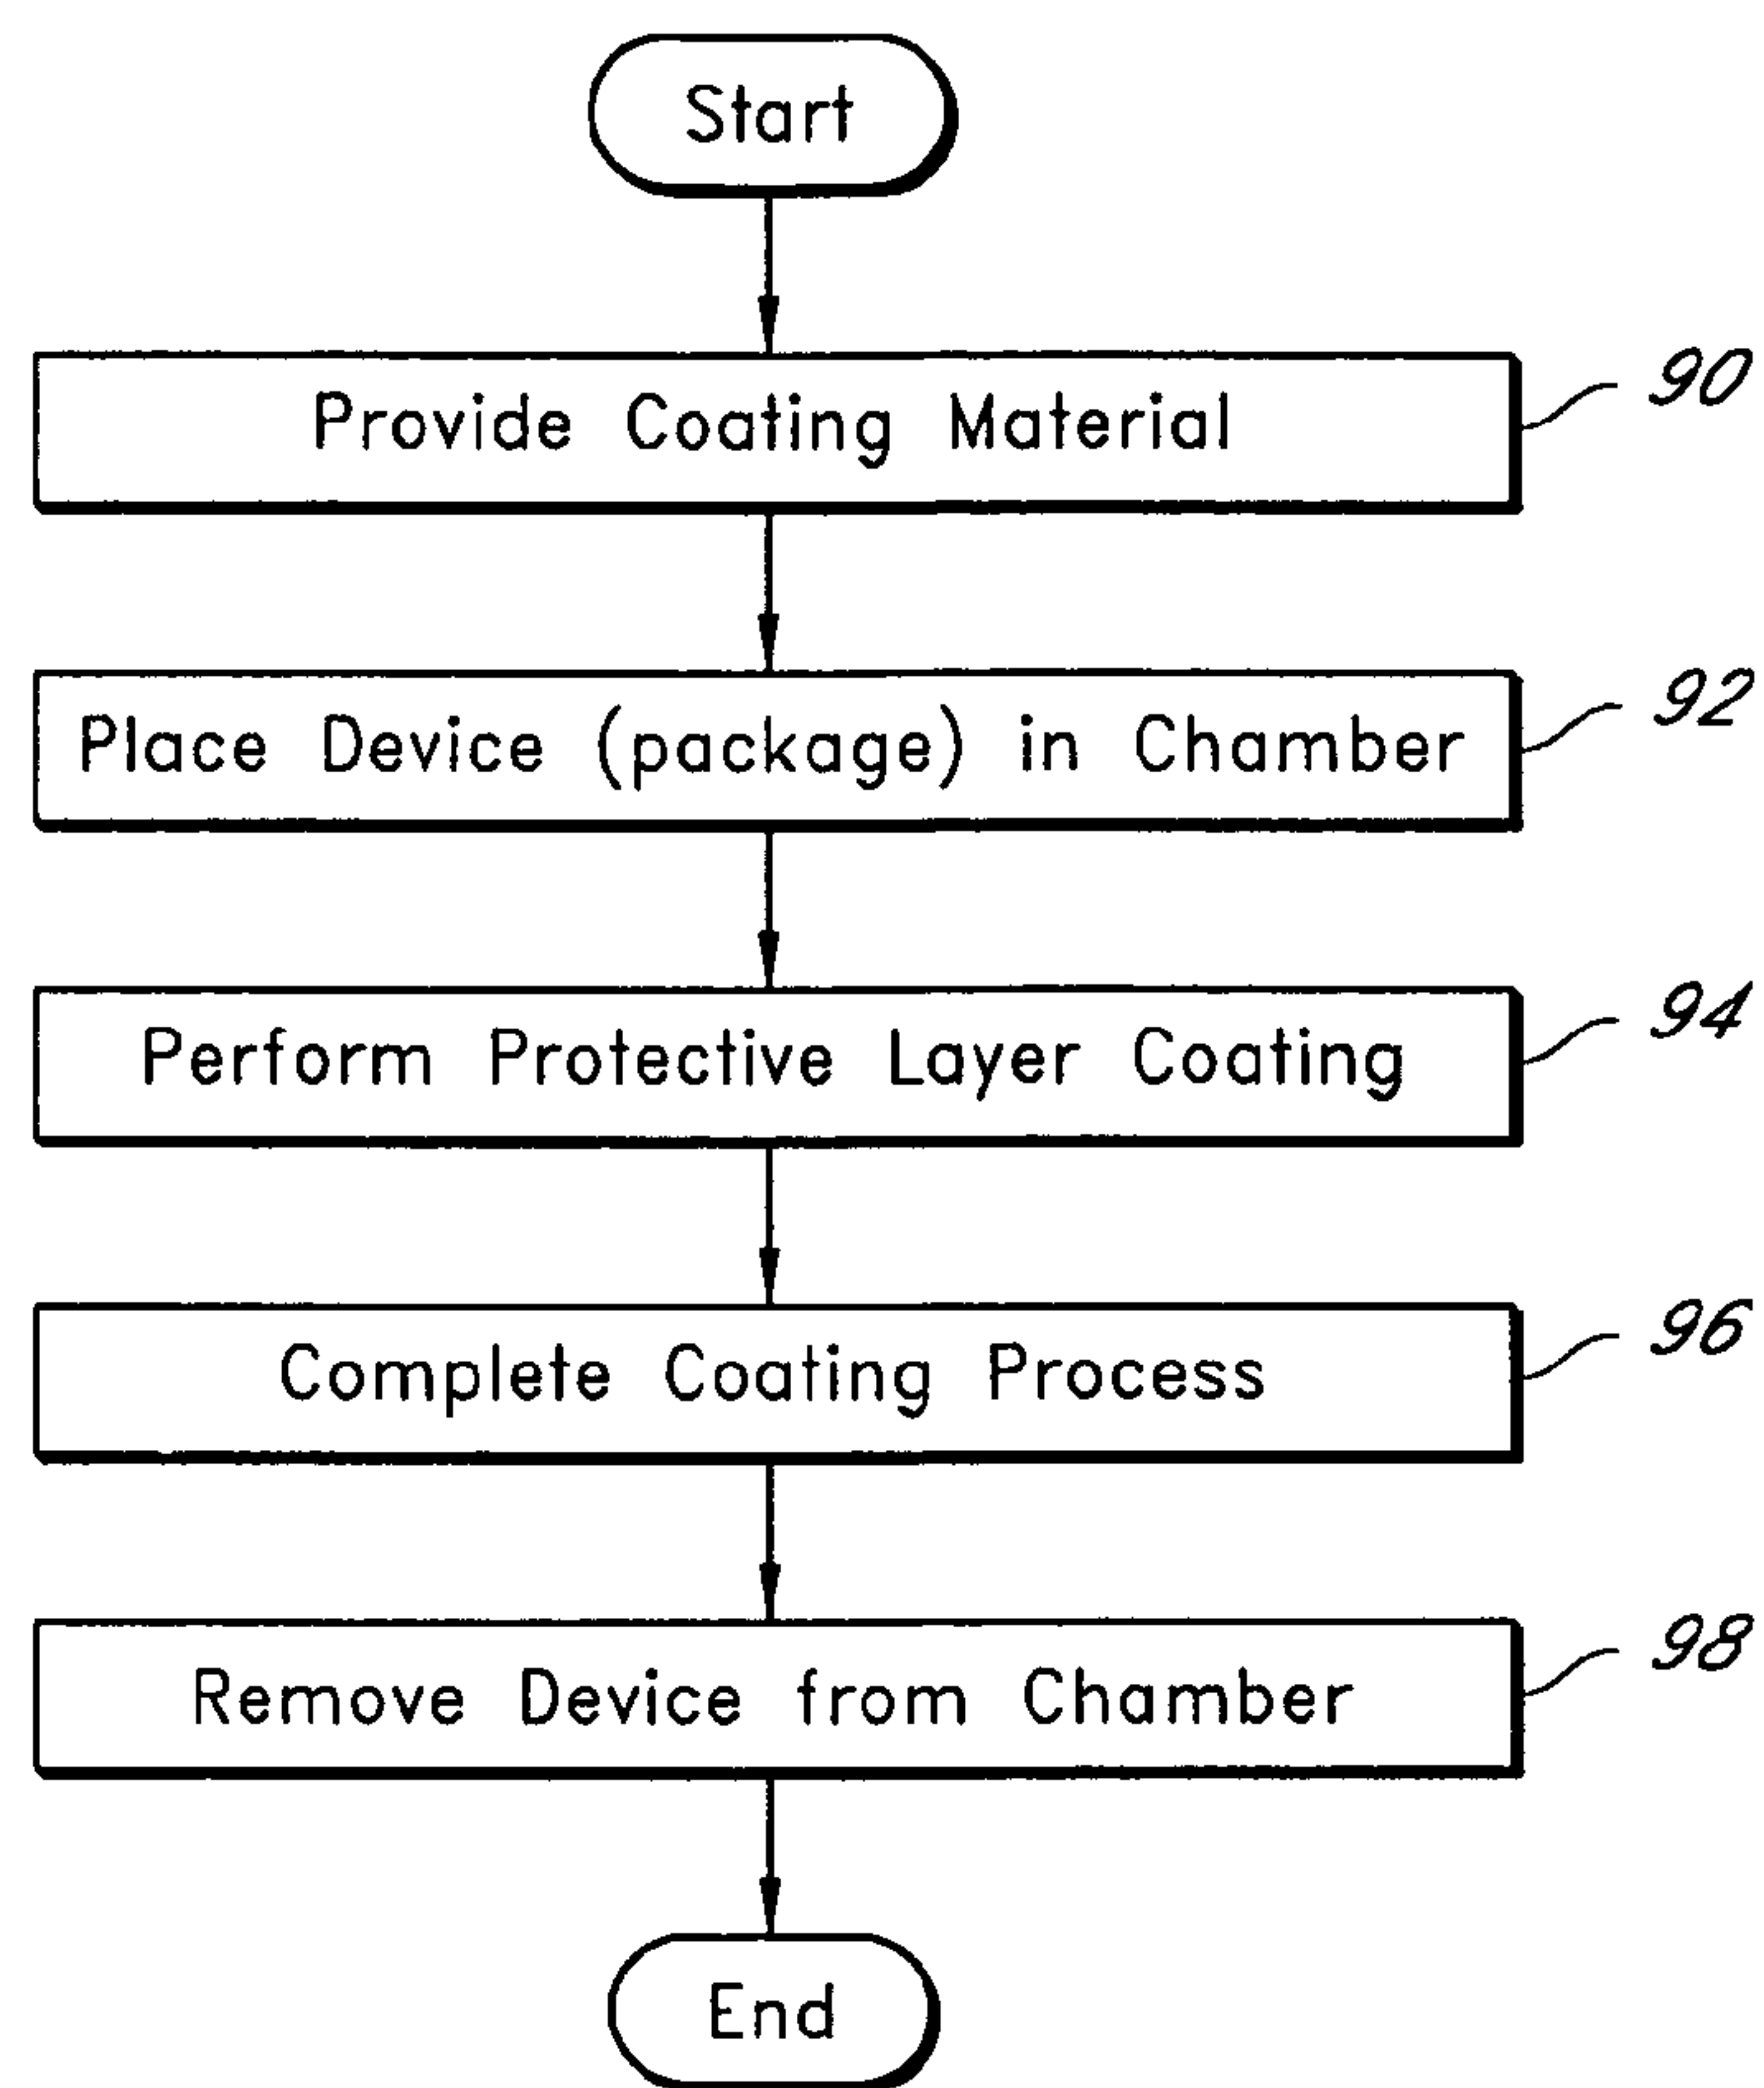 Start
Provide Coating Material
90
Place Device (package) in Chamber
92
Perform Protective Layer Coating
94
Complete Coating Process
96
Remove Device from Chamber
98
End